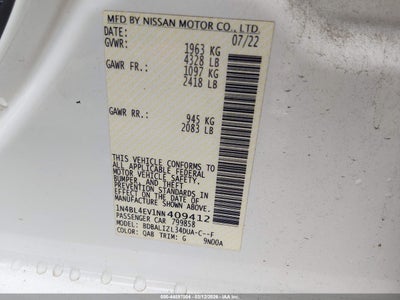 MFD BY NISSAN MOTOR CO., LTD.
DATE: 07/22
GVWR: 1963 KG
4328 LB
GAWR FR: 1097 KG
2418 LB
GAWR RR: 945 KG
2083 LB
THIS VEHICLE CONFORMS TO
ALL APPLICABLE FEDERAL
MOTOR VEHICLE SAFETY,
BUMPER, AND THEFT
PREVENTION STANDARDS
IN EFFECT ON THE DATE OF
MANUFACTURE SHOWN ABOVE.
1N4BL4EV1NN409412
PASSENGER CAR 799858
MODEL: BDBALIZL34DUA-C--F
COLOR: QAB TRIM: G 9N00A